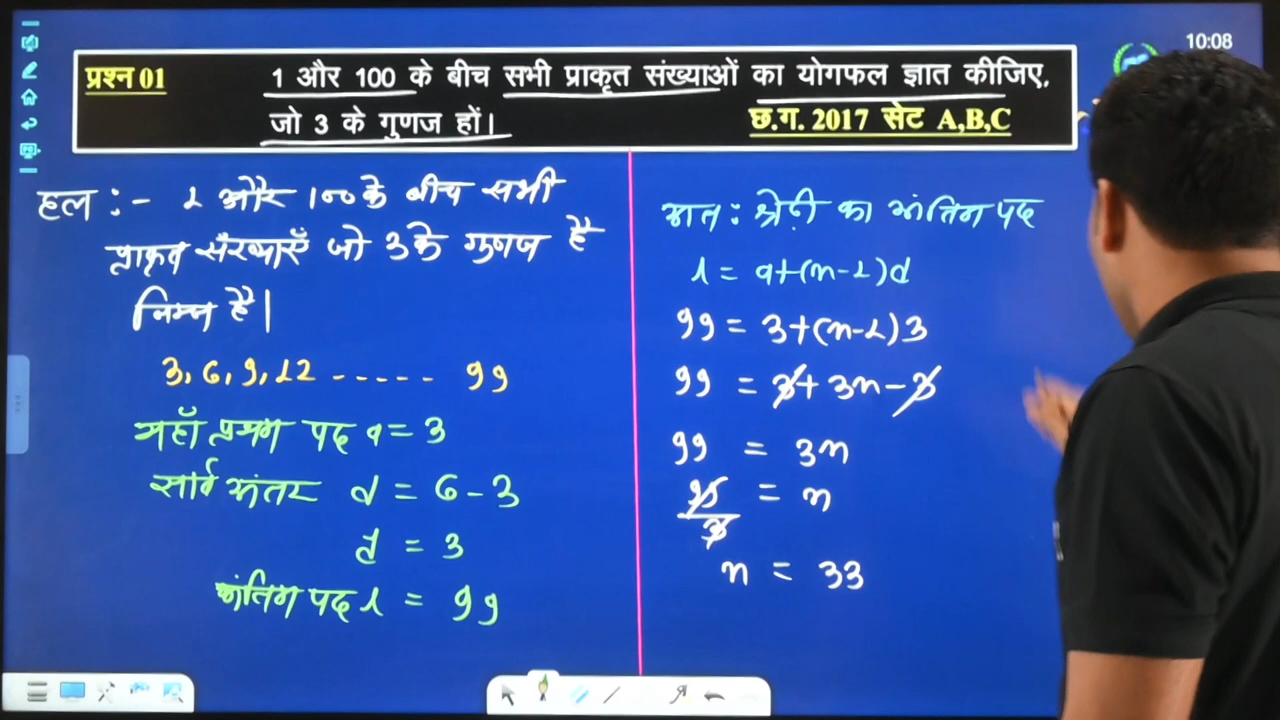 10:08
प्रश्न 01 1 और 100 के बीच सभी प्राकृत संख्याओं का योगफल ज्ञात कीजिए,
जो 3 के गुणज हों। छ.ग. 2017 सेट A,B,C
हल :- 1 और 100 के बीच सभी
प्राकृत संख्याएँ जो 3 के गुणज है
निम्न है।
3, 6, 9, 12 ----- 99
यहाँ प्रथम पद a = 3
सार्व अंतर d = 6 - 3
d = 3
अंतिम पद l = 99
अतः श्रेढ़ी का अंतिम पद
l = a+(n-1)d
99 = 3+(n-1)3
99 = 3+ 3n - 3
99 = 3n
99/3 = n
n = 33